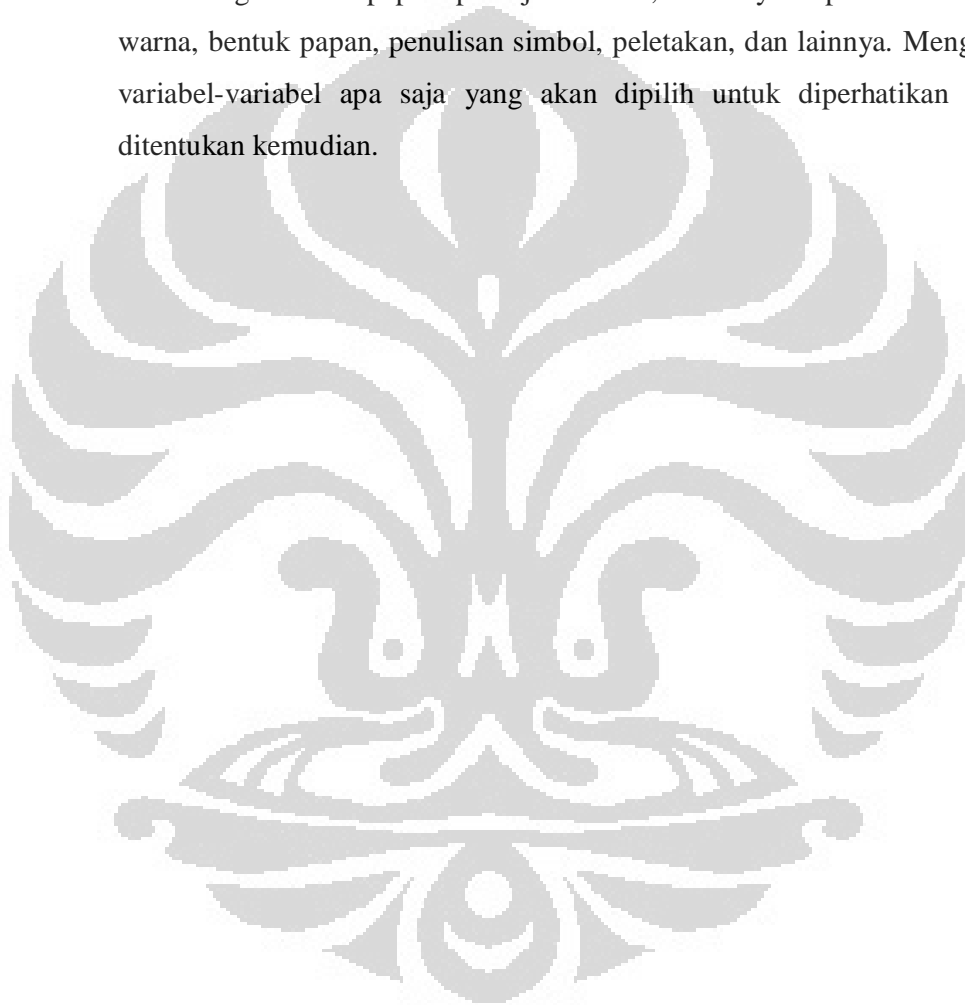 warna, bentuk papan, penulisan simbol, peletakan, dan lainnya.
variabel-variabel apa saja yang akan dipilih untuk diperhatikan
ditentukan kemudian.